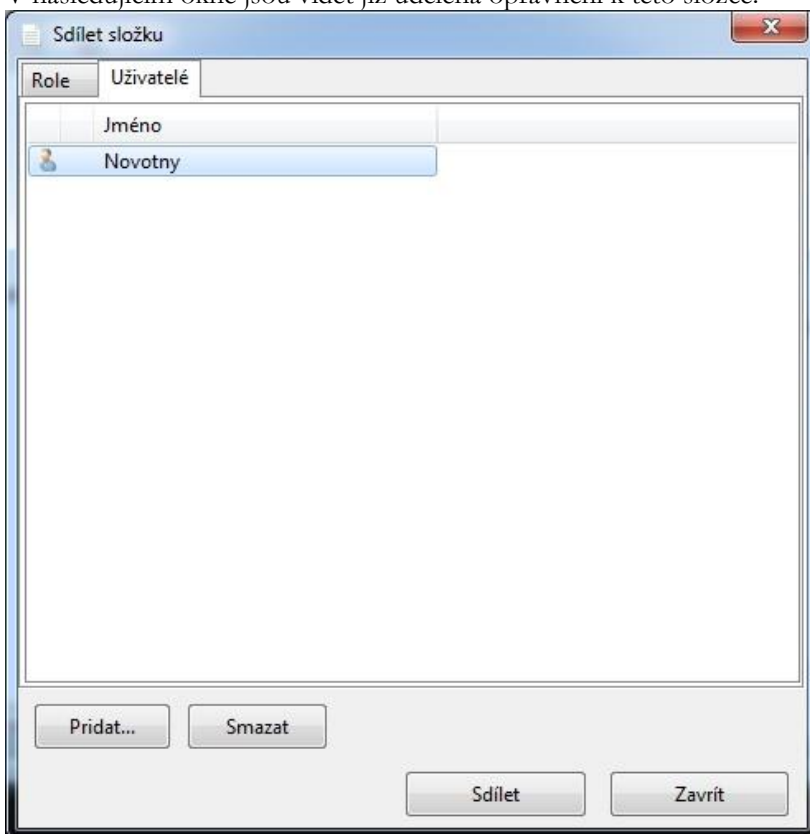 V následujícím okně jsou vidět již udělená oprávnění k této složce.
Sdílet složku
Role Uživatelé
Jméno
Novotny
Pridat... Smazat
Sdílet Zavrít